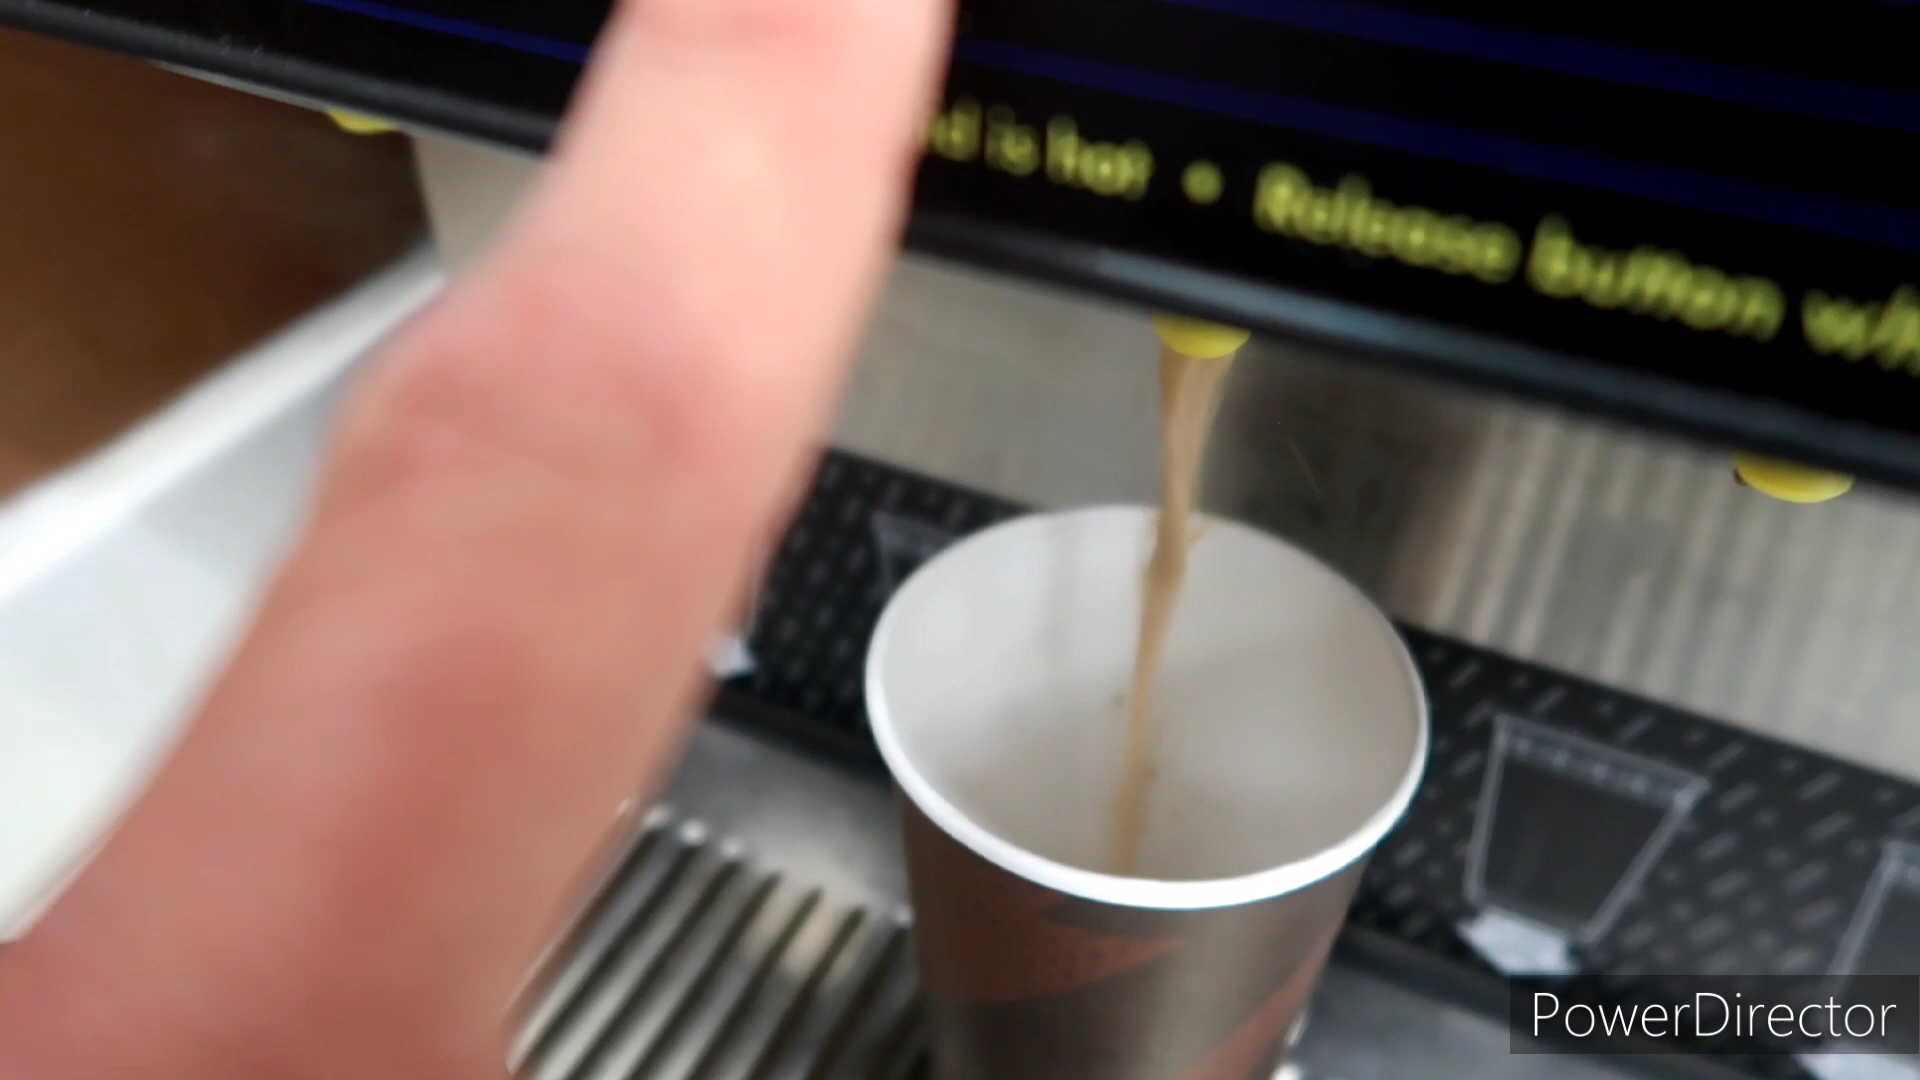 is hot • Release button
PowerDirector